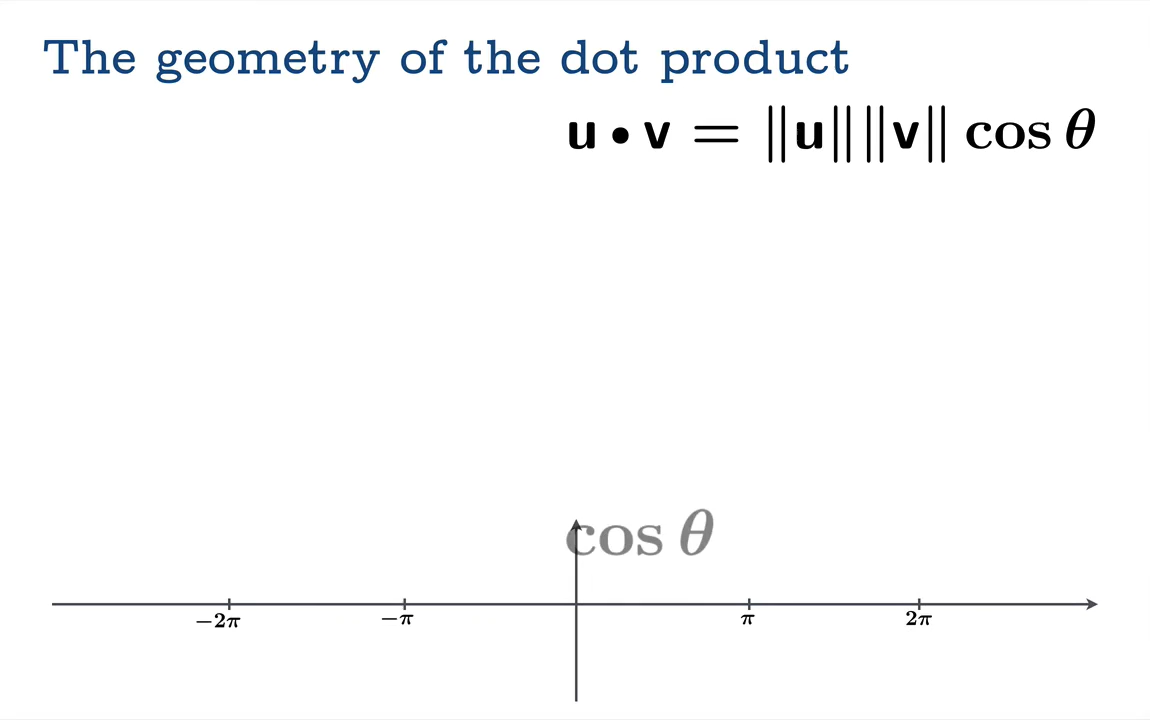 The geometry of the dot product
u • v = ‖u‖ ‖v‖ cos θ
cos θ
−2π −π π 2π